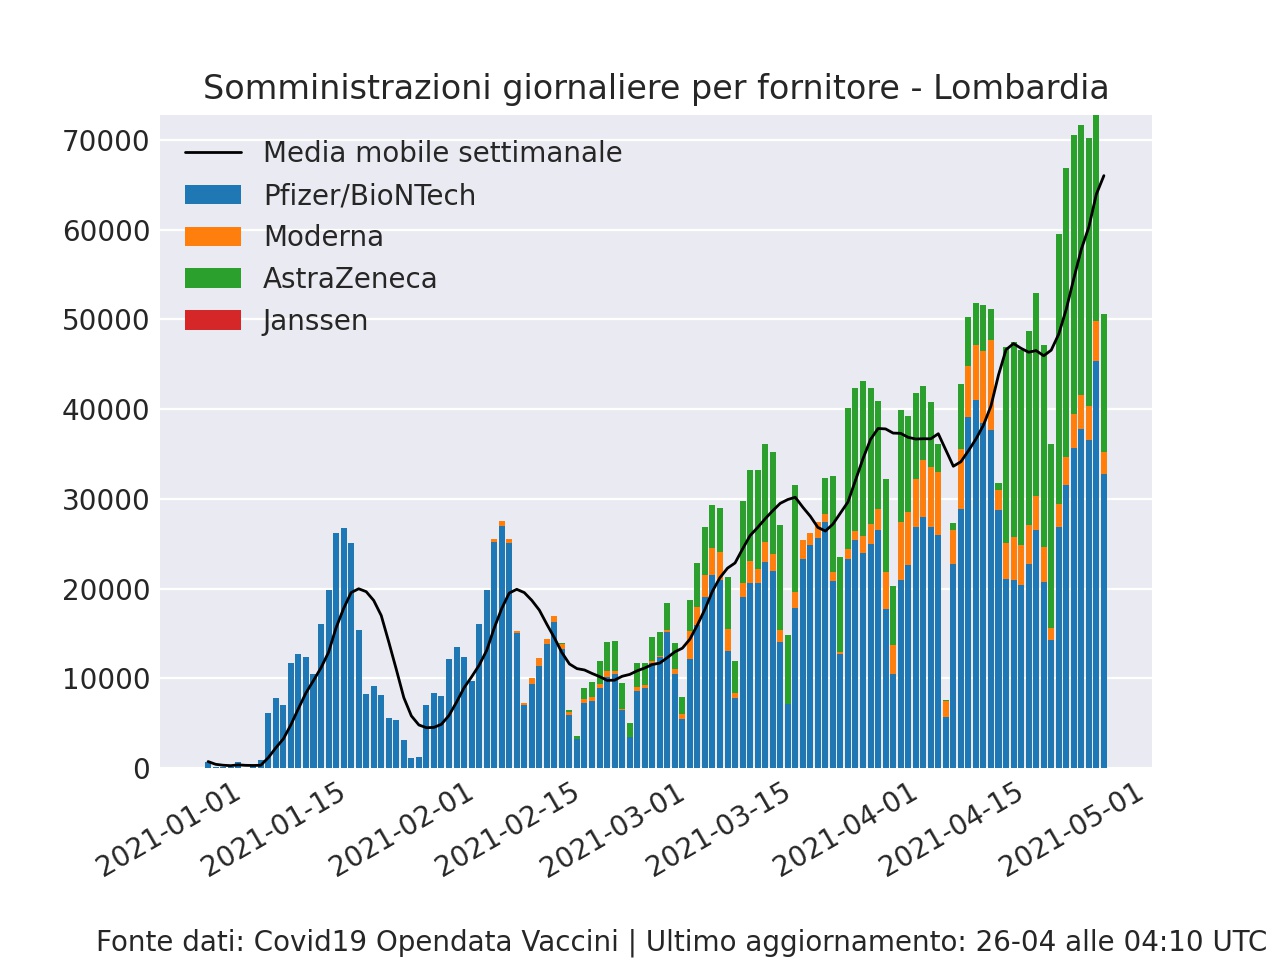 Somministrazioni giornaliere per fornitore - Lombardia
70000
60000
50000
40000
30000
20000
10000
0
Media mobile settimanale
Pfizer/BioNTech
Moderna
AstraZeneca
Janssen
2021-01-01
2021-01-15
2021-02-01
2021-02-15
2021-03-01
2021-03-15
2021-04-01
2021-04-15
2021-05-01
Fonte dati: Covid19 Opendata Vaccini | Ultimo aggiornamento: 26-04 alle 04:10 UTC